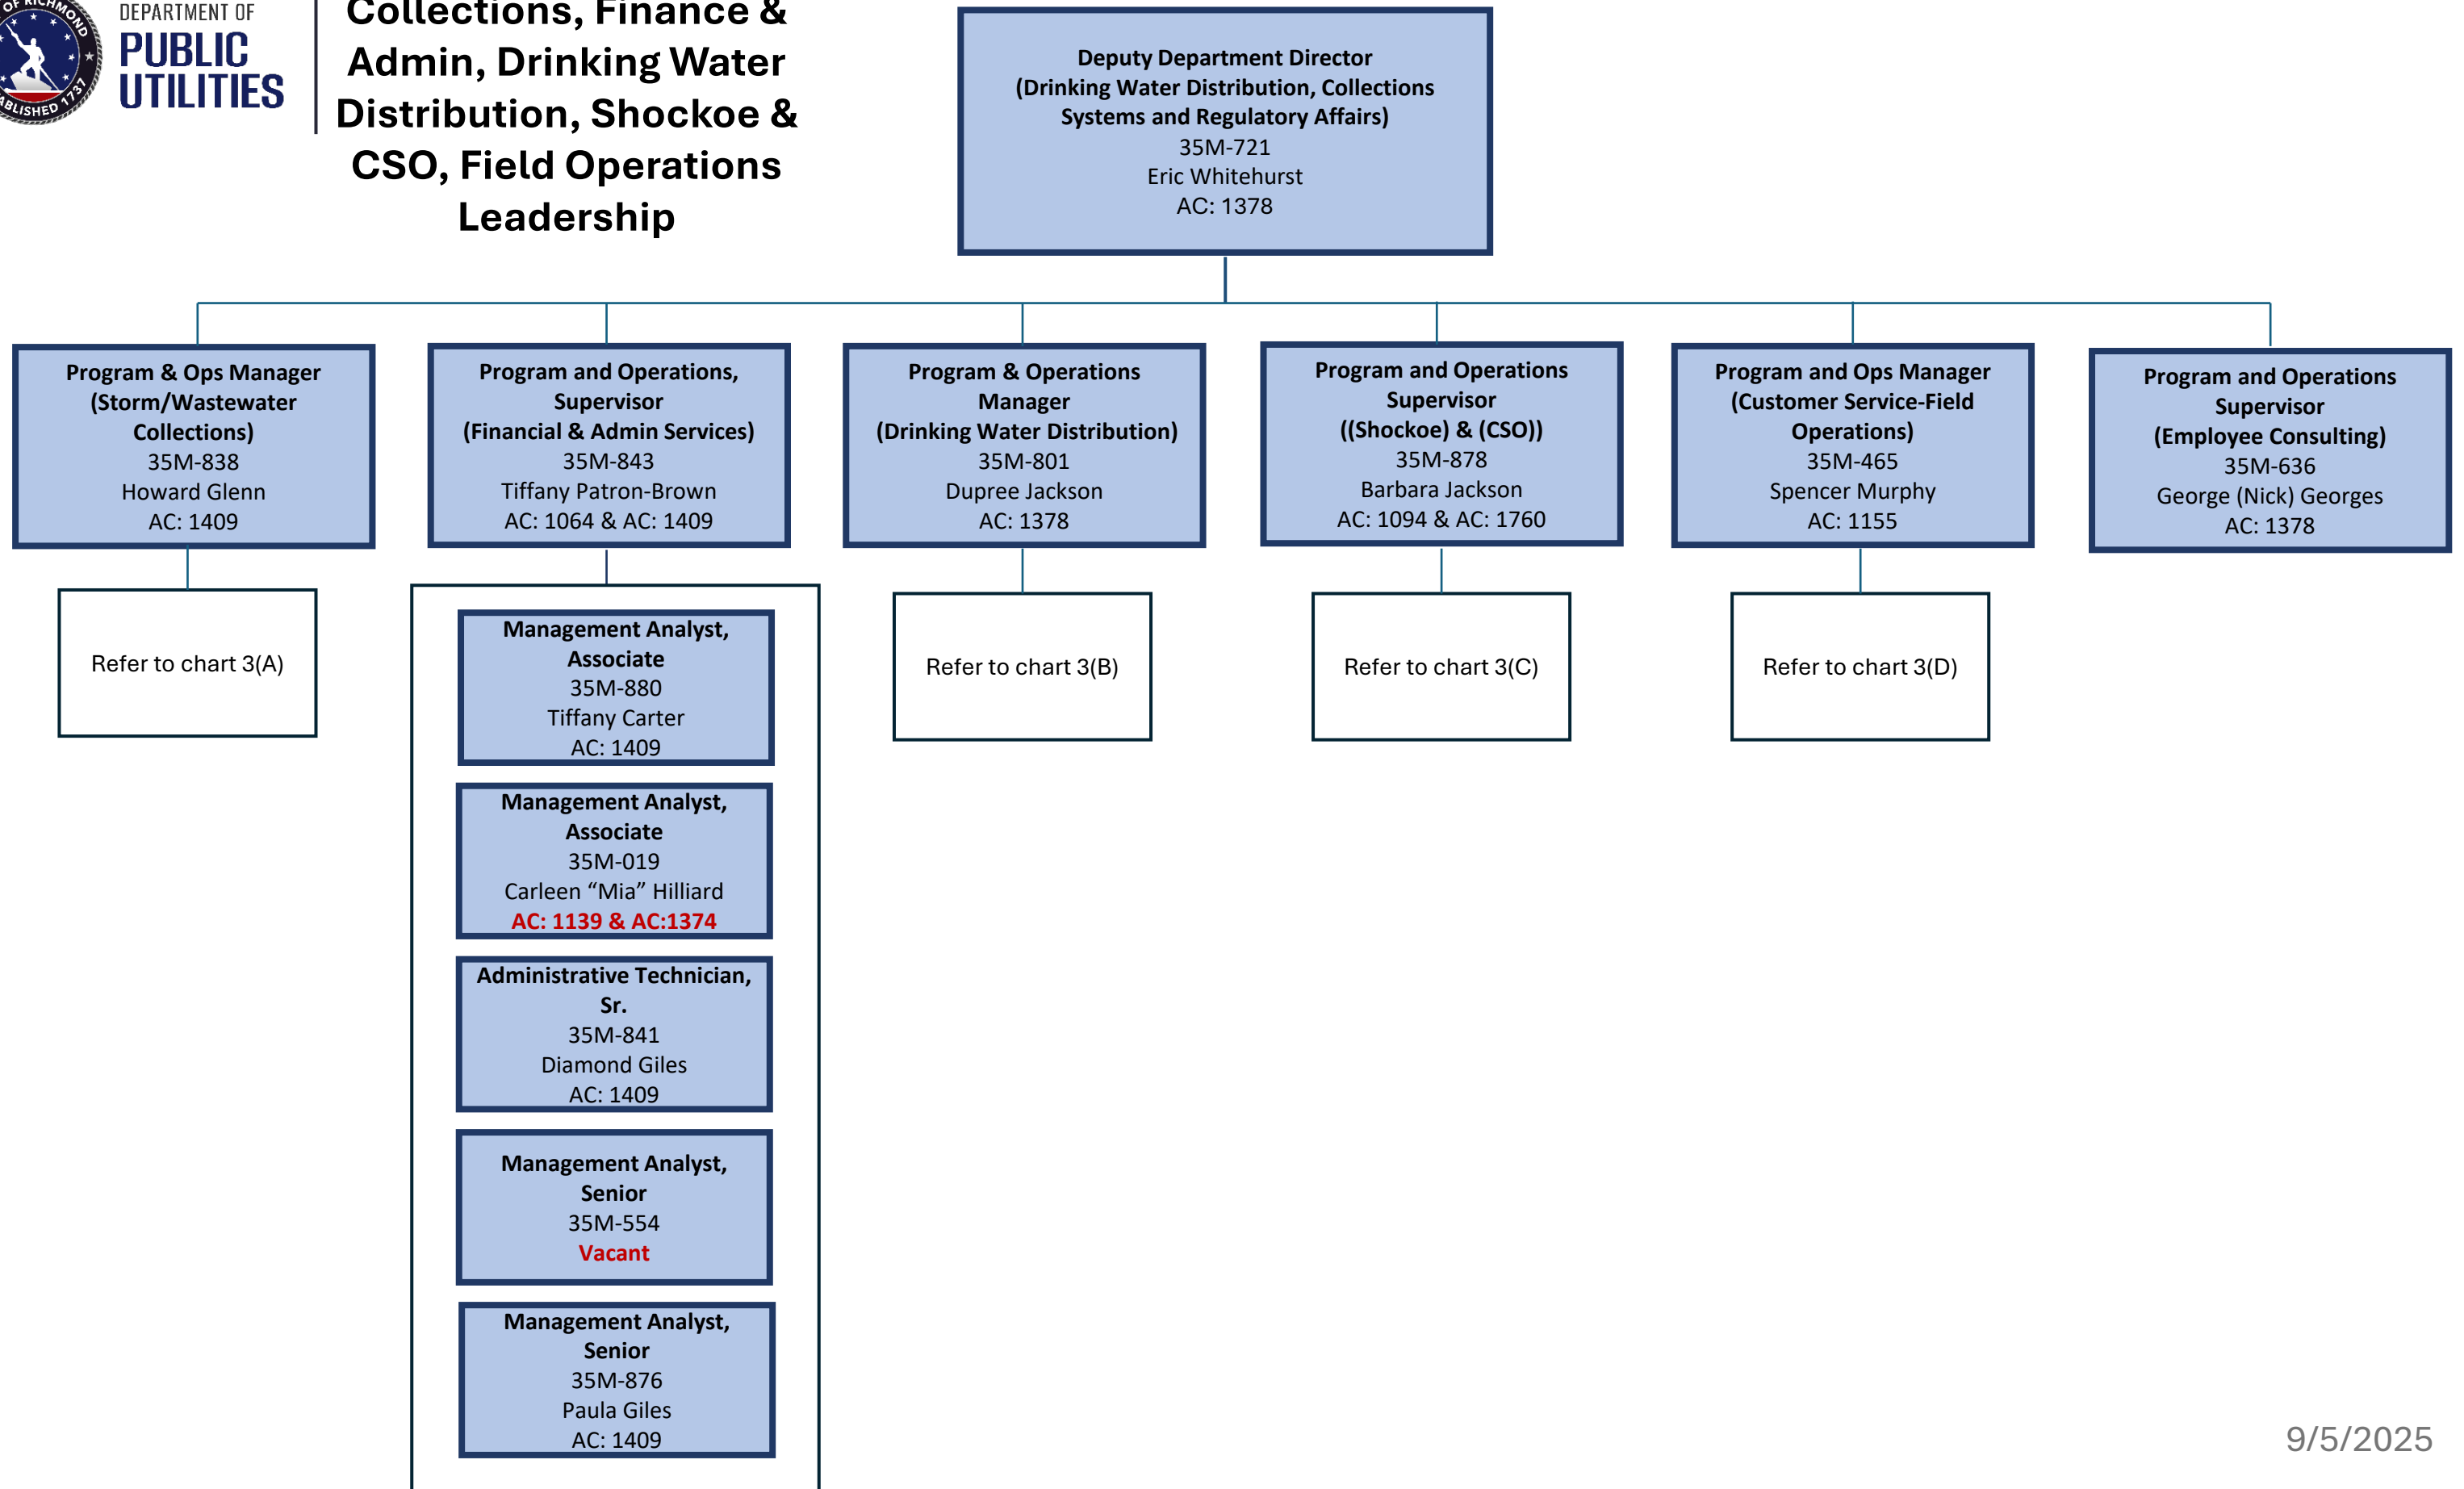 OF RICHMOND
ABLISHED 1737
DEPARTMENT OF
PUBLIC
UTILITIES
Collections, Finance &
Admin, Drinking Water
Distribution, Shockoe &
CSO, Field Operations
Leadership
Deputy Department Director
(Drinking Water Distribution, Collections
Systems and Regulatory Affairs)
35M-721
Eric Whitehurst
AC: 1378
Program & Ops Manager
(Storm/Wastewater
Collections)
35M-838
Howard Glenn
AC: 1409
Program and Operations,
Supervisor
(Financial & Admin Services)
35M-843
Tiffany Patron-Brown
AC: 1064 & AC: 1409
Program & Operations
Manager
(Drinking Water Distribution)
35M-801
Dupree Jackson
AC: 1378
Program and Operations
Supervisor
((Shockoe) & (CSO))
35M-878
Barbara Jackson
AC: 1094 & AC: 1760
Program and Ops Manager
(Customer Service-Field
Operations)
35M-465
Spencer Murphy
AC: 1155
Program and Operations
Supervisor
(Employee Consulting)
35M-636
George (Nick) Georges
AC: 1378
Refer to chart 3(A)
Management Analyst,
Associate
35M-880
Tiffany Carter
AC: 1409
Management Analyst,
Associate
35M-019
Carleen “Mia” Hilliard
AC: 1139 & AC:1374
Administrative Technician,
Sr.
35M-841
Diamond Giles
AC: 1409
Management Analyst,
Senior
35M-554
Vacant
Management Analyst,
Senior
35M-876
Paula Giles
AC: 1409
Refer to chart 3(B)
Refer to chart 3(C)
Refer to chart 3(D)
9/5/2025